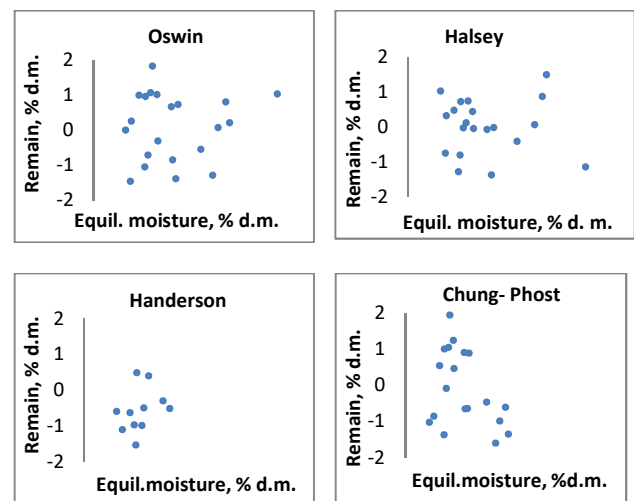 Oswin
2
1
0
-1
-2
Remain, % d.m.
Equil. moisture, % d.m.
Halsey
2
1
0
-1
-2
Remain, % d.m.
Equil. moisture, % d. m.
Handerson
2
1
0
-1
-2
Remain, % d.m.
Equil.moisture, % d.m.
Chung- Phost
2
1
0
-1
-2
Remain, % d.m.
Equil.moisture, %d.m.